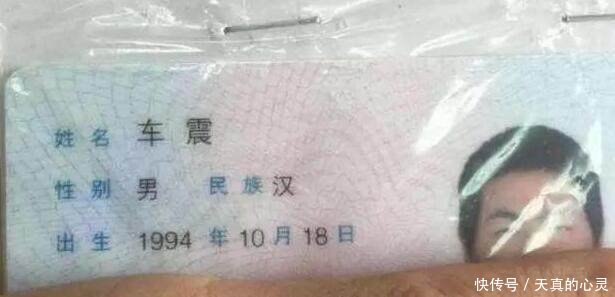 姓名 车震
性别 男 民族 汉
出生 1994 年 10 月 18 日
快传号 / 天真的心灵